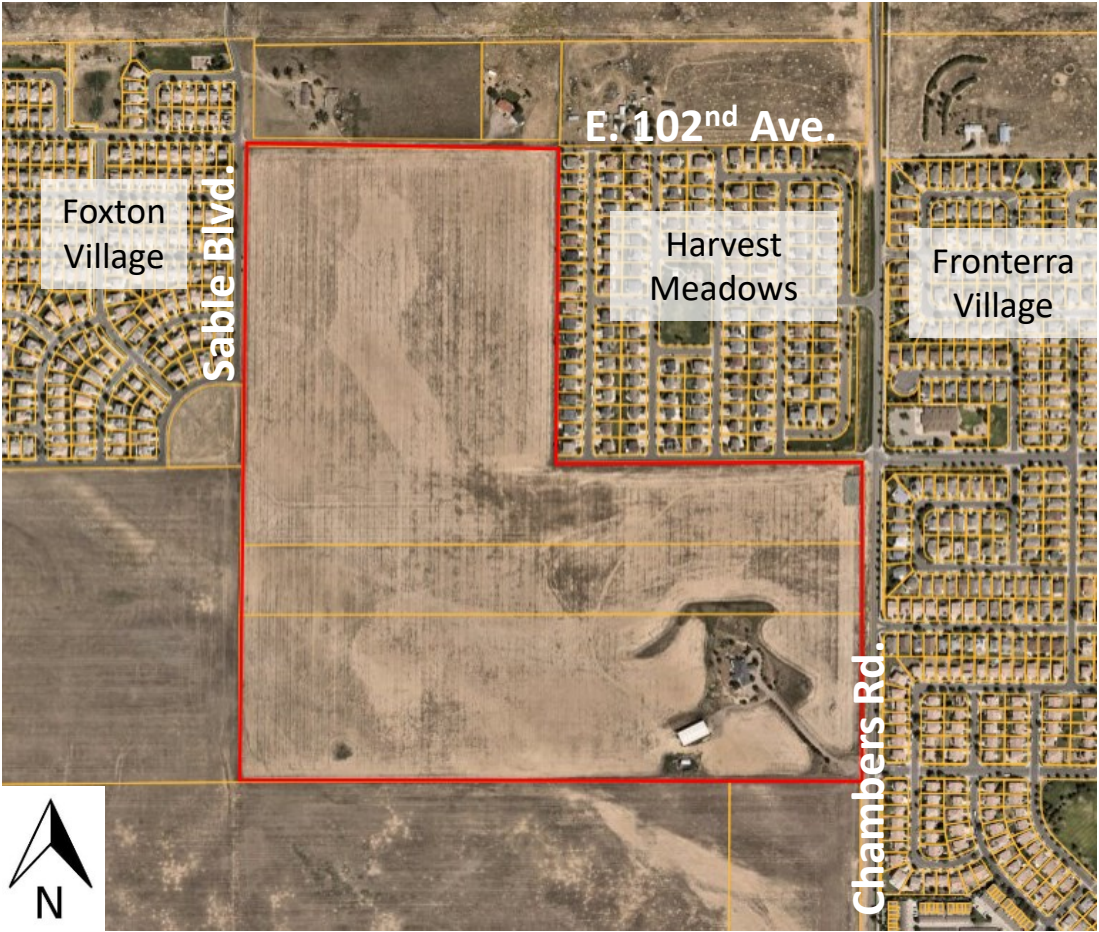 E. 102nd Ave.
Foxton
Village
Sable Blvd.
Harvest
Meadows
Fronterra
Village
Chambers Rd.
N